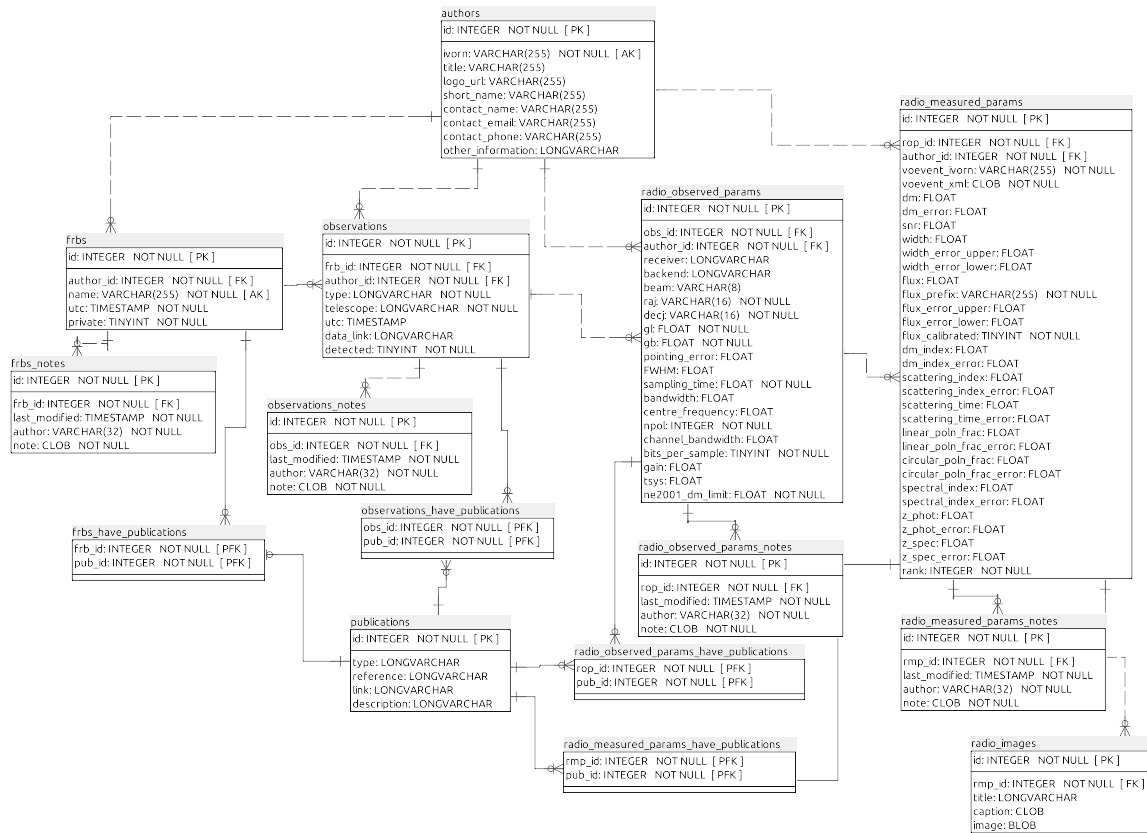 authors
id: INTEGER NOT NULL [ PK ]
ivorn: VARCHAR(255) NOT NULL [ AK ]
title: VARCHAR(255)
logo_url: VARCHAR(255)
short_name: VARCHAR(255)
contact_name: VARCHAR(255)
contact_email: VARCHAR(255)
contact_phone: VARCHAR(255)
other_information: LONGVARCHAR
radio_measured_params
id: INTEGER NOT NULL [ PK ]
rop_id: INTEGER NOT NULL [ FK ]
author_id: INTEGER NOT NULL [ FK ]
voevent_ivorn: VARCHAR(255) NOT NULL
voevent_xml: CLOB NOT NULL
dm: FLOAT
dm_error: FLOAT
snr: FLOAT
width: FLOAT
width_error_upper: FLOAT
width_error_lower: FLOAT
flux: FLOAT
flux_prefix: VARCHAR(255) NOT NULL
flux_error_upper: FLOAT
flux_error_lower: FLOAT
flux_calibrated: TINYINT NOT NULL
dm_index: FLOAT
dm_index_error: FLOAT
scattering_index: FLOAT
scattering_index_error: FLOAT
scattering_time: FLOAT
scattering_time_error: FLOAT
linear_poln_frac: FLOAT
linear_poln_frac_error: FLOAT
circular_poln_frac: FLOAT
circular_poln_frac_error: FLOAT
spectral_index: FLOAT
spectral_index_error: FLOAT
z_phot: FLOAT
z_phot_error: FLOAT
z_spec: FLOAT
z_spec_error: FLOAT
rank: INTEGER NOT NULL
radio_observed_params
id: INTEGER NOT NULL [ PK ]
obs_id: INTEGER NOT NULL [ FK ]
author_id: INTEGER NOT NULL [ FK ]
receiver: LONGVARCHAR
backend: LONGVARCHAR
beam: VARCHAR(8)
raj: VARCHAR(16) NOT NULL
decj: VARCHAR(16) NOT NULL
gl: FLOAT NOT NULL
gb: FLOAT NOT NULL
pointing_error: FLOAT
FWHM: FLOAT
sampling_time: FLOAT NOT NULL
bandwidth: FLOAT
centre_frequency: FLOAT
npol: INTEGER NOT NULL
channel_bandwidth: FLOAT
bits_per_sample: TINYINT NOT NULL
gain: FLOAT
tsys: FLOAT
ne2001_dm_limit: FLOAT NOT NULL
observations
id: INTEGER NOT NULL [ PK ]
frb_id: INTEGER NOT NULL [ FK ]
author_id: INTEGER NOT NULL [ FK ]
type: LONGVARCHAR NOT NULL
telescope: LONGVARCHAR NOT NULL
utc: TIMESTAMP
data_link: LONGVARCHAR
detected: TINYINT NOT NULL
frbs
id: INTEGER NOT NULL [ PK ]
author_id: INTEGER NOT NULL [ FK ]
name: VARCHAR(255) NOT NULL [ AK ]
utc: TIMESTAMP NOT NULL
private: TINYINT NOT NULL
frbs_notes
id: INTEGER NOT NULL [ PK ]
frb_id: INTEGER NOT NULL [ FK ]
last_modified: TIMESTAMP NOT NULL
author: VARCHAR(32) NOT NULL
note: CLOB NOT NULL
observations_notes
id: INTEGER NOT NULL [ PK ]
obs_id: INTEGER NOT NULL [ FK ]
last_modified: TIMESTAMP NOT NULL
author: VARCHAR(32) NOT NULL
note: CLOB NOT NULL
observations_have_publications
obs_id: INTEGER NOT NULL [ PFK ]
pub_id: INTEGER NOT NULL [ PFK ]
frbs_have_publications
frb_id: INTEGER NOT NULL [ PFK ]
pub_id: INTEGER NOT NULL [ PFK ]
radio_observed_params_notes
id: INTEGER NOT NULL [ PK ]
rop_id: INTEGER NOT NULL [ FK ]
last_modified: TIMESTAMP NOT NULL
author: VARCHAR(32) NOT NULL
note: CLOB NOT NULL
publications
id: INTEGER NOT NULL [ PK ]
type: LONGVARCHAR
reference: LONGVARCHAR
link: LONGVARCHAR
description: LONGVARCHAR
radio_observed_params_have_publications
rop_id: INTEGER NOT NULL [ PFK ]
pub_id: INTEGER NOT NULL [ PFK ]
radio_measured_params_notes
id: INTEGER NOT NULL [ PK ]
rmp_id: INTEGER NOT NULL [ FK ]
last_modified: TIMESTAMP NOT NULL
author: VARCHAR(32) NOT NULL
note: CLOB NOT NULL
radio_measured_params_have_publications
rmp_id: INTEGER NOT NULL [ PFK ]
pub_id: INTEGER NOT NULL [ PFK ]
radio_images
id: INTEGER NOT NULL [ PK ]
rmp_id: INTEGER NOT NULL [ FK ]
title: LONGVARCHAR
caption: CLOB
image: BLOB